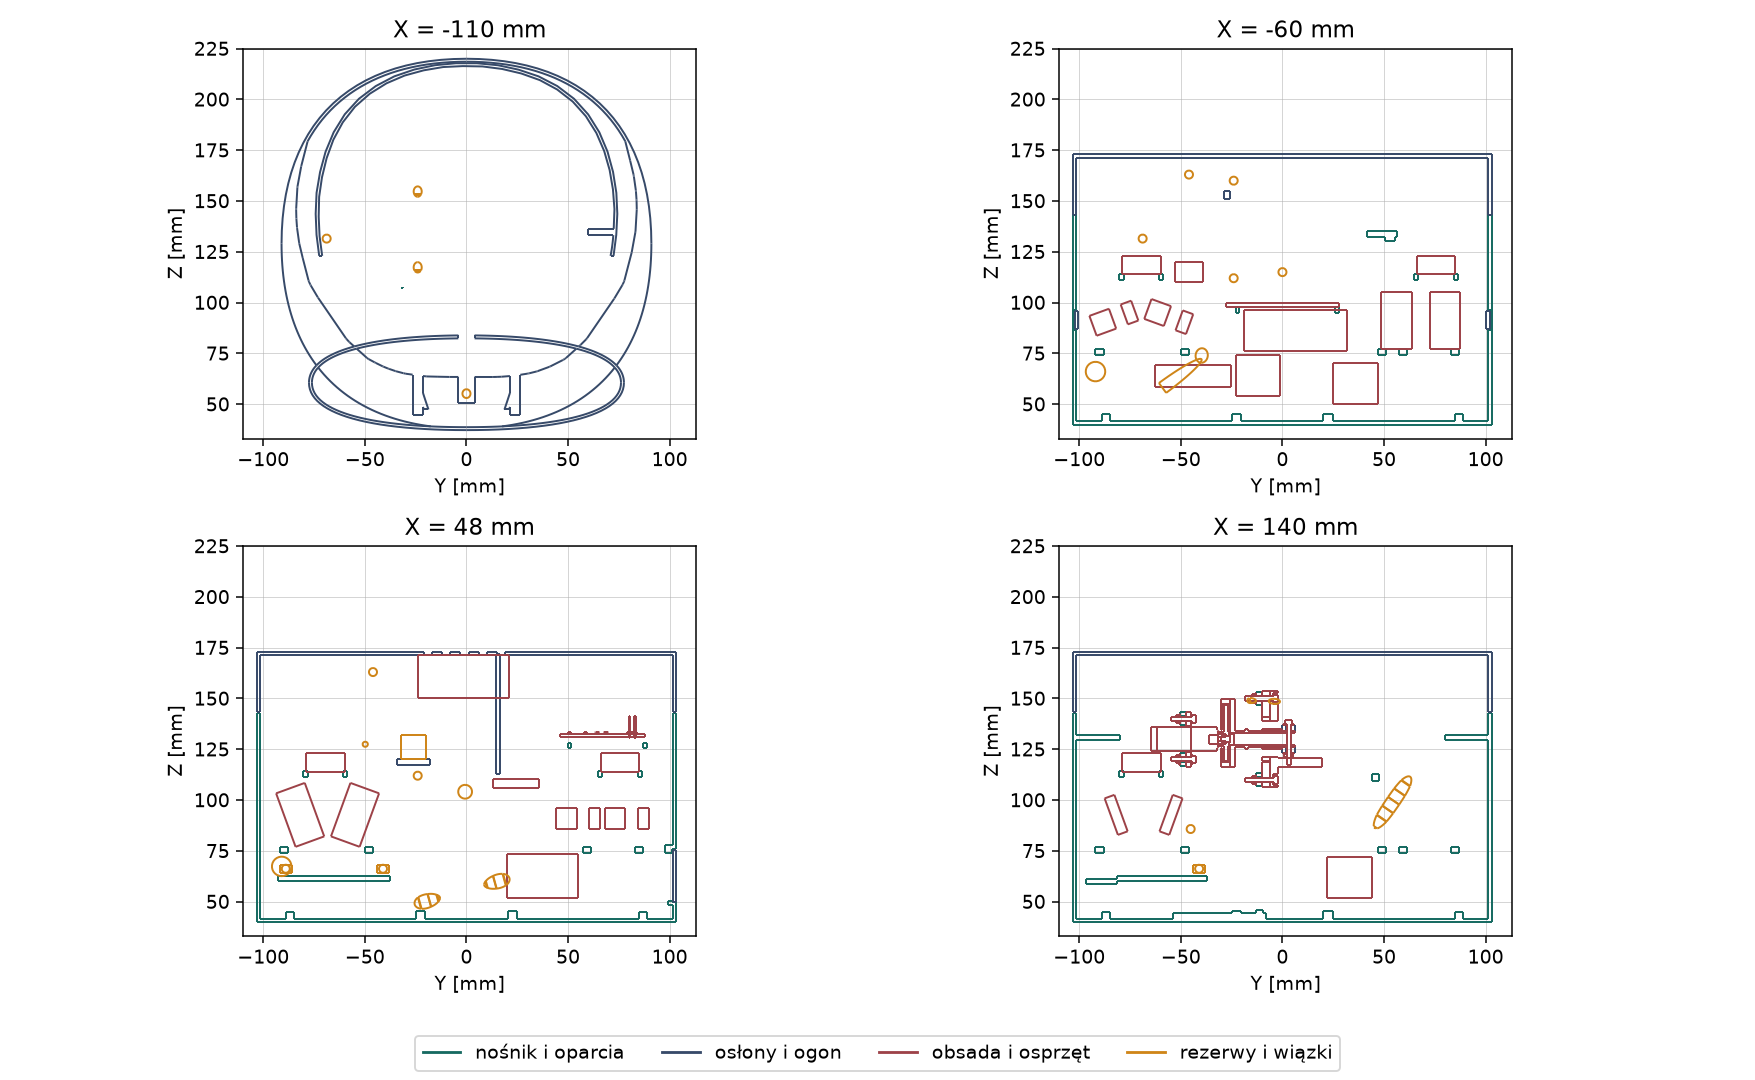 X = -110 mm
225
200
175
150
125
100
75
50
Z [mm]
−100 −50 0 50 100
Y [mm]
X = -60 mm
225
200
175
150
125
100
75
50
Z [mm]
−100 −50 0 50 100
Y [mm]
X = 48 mm
225
200
175
150
125
100
75
50
Z [mm]
−100 −50 0 50 100
Y [mm]
X = 140 mm
225
200
175
150
125
100
75
50
Z [mm]
−100 −50 0 50 100
Y [mm]
nośnik i oparcia osłony i ogon obsada i osprzęt rezerwy i wiązki